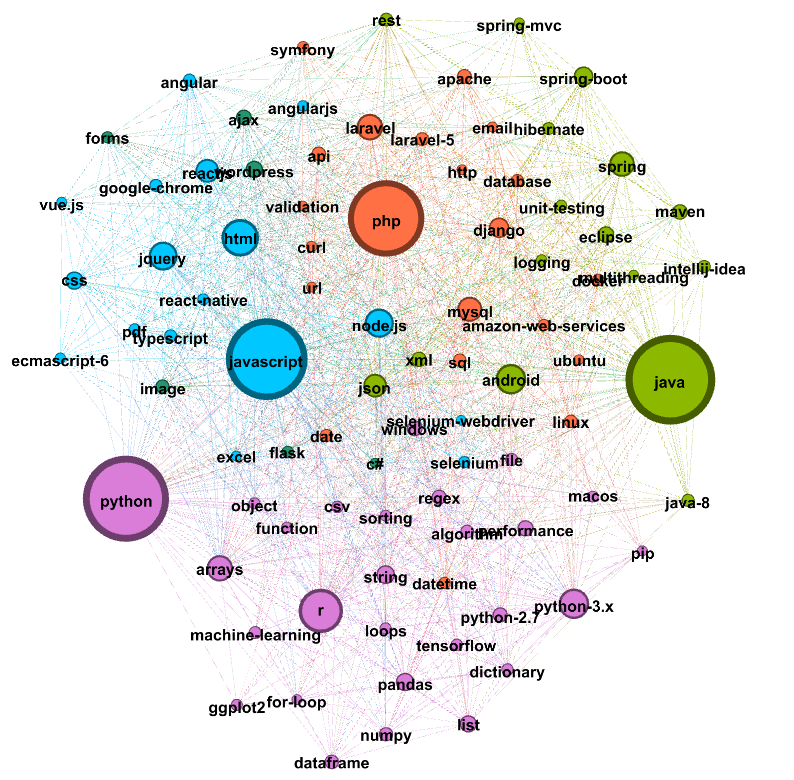 rest
spring-mvc
symfony
angular
apache
spring-boot
angularjs
ajax
laravel
email
hibernate
forms
laravel-5
api
reactjs
wordpress
http
spring
database
google-chrome
vue.js
validation
unit-testing
maven
php
html
django
eclipse
curl
jquery
logging
css
url
docker
multithreading
intellij-idea
react-native
mysql
node.js
amazon-web-services
pdf
typescript
ecmascript-6
javascript
xml
sql
ubuntu
java
image
json
android
selenium-webdriver
windows
linux
date
excel
flask
c#
selenium
file
python
object
csv
regex
macos
java-8
function
sorting
algorithm
performance
pip
arrays
string
datetime
r
python-2.7
python-3.x
machine-learning
loops
tensorflow
dictionary
pandas
ggplot2
for-loop
list
numpy
dataframe